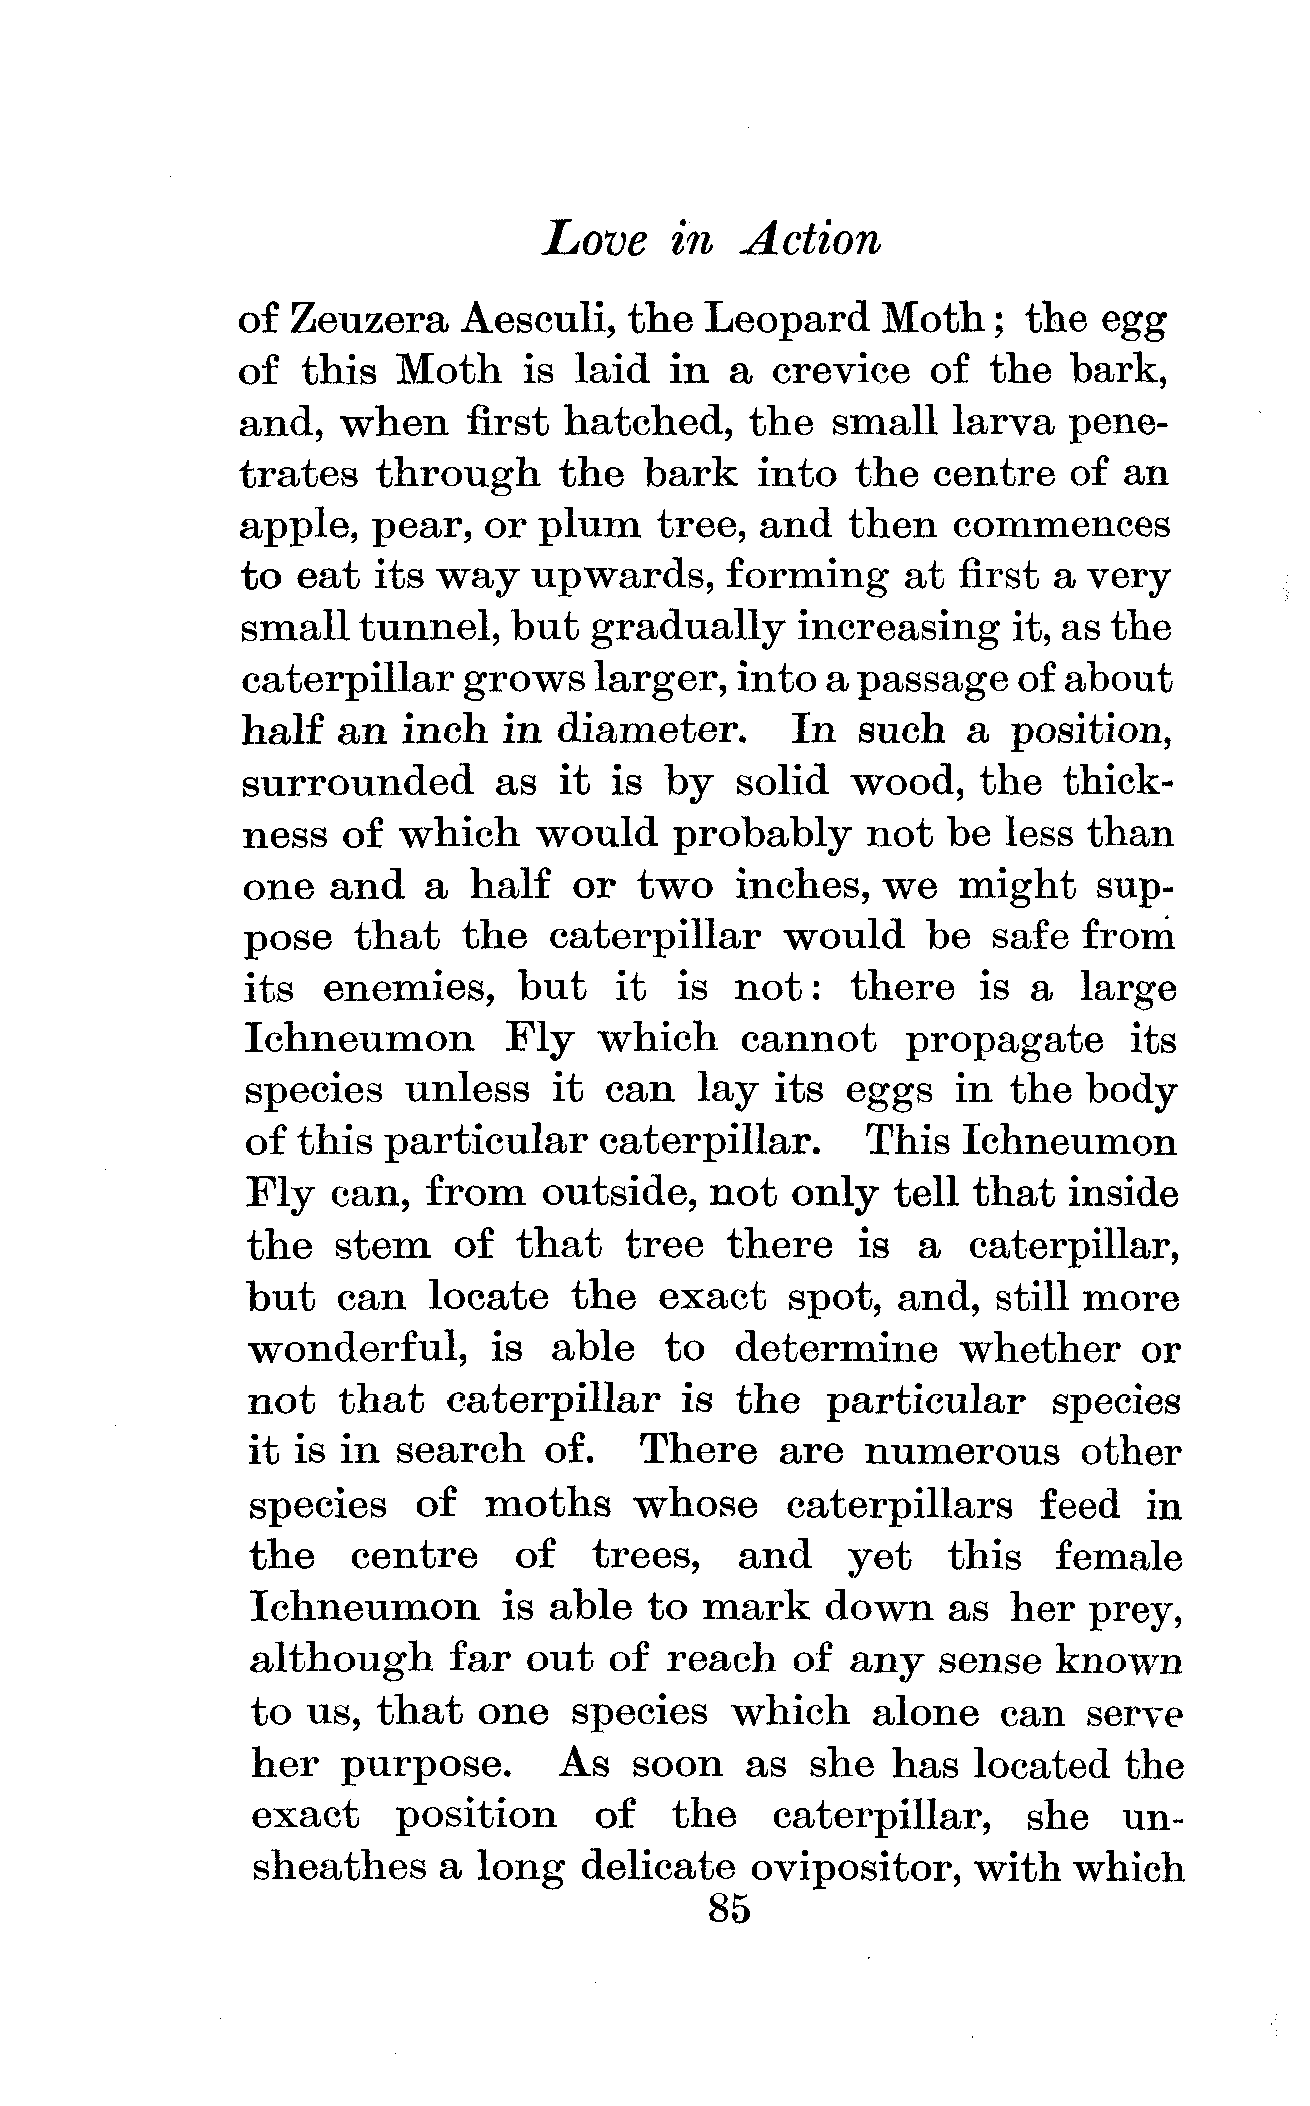 Love in Action
of Zeuzera Aesculi, the Leopard Moth; the egg
of this Moth is laid in a crevice of the bark,
and, when first hatched, the small larva pene-
trates through the bark into the centre of an
apple, pear, or plum tree, and then commences
to eat its way upwards, forming at first a very
small tunnel, but gradually increasing it, as the
caterpillar grows larger, into a passage of about
half an inch in diameter. In such a position,
surrounded as it is by solid wood, the thick-
ness of which would probably not be less than
one and a half or two inches, we might sup-
pose that the caterpillar would be safe from
its enemies, but it is not: there is a large
Ichneumon Fly which cannot propagate its
species unless it can lay its eggs in the body
of this particular caterpillar. This Ichneumon
Fly can, from outside, not only tell that inside
the stem of that tree there is a caterpillar,
but can locate the exact spot, and, still more
wonderful, is able to determine whether or
not that caterpillar is the particular species
it is in search of. There are numerous other
species of moths whose caterpillars feed in
the centre of trees, and yet this female
Ichneumon is able to mark down as her prey,
although far out of reach of any sense known
to us, that one species which alone can serve
her purpose. As soon as she has located the
exact position of the caterpillar, she un-
sheathes a long delicate ovipositor, with which
85